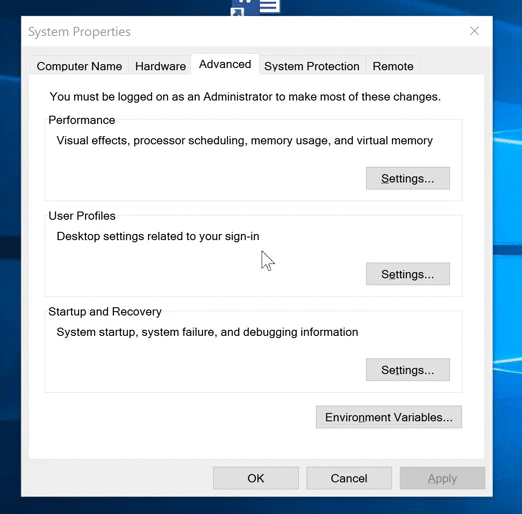 System Properties
Computer Name Hardware Advanced System Protection Remote
You must be logged on as an Administrator to make most of these changes.
Performance
Visual effects, processor scheduling, memory usage, and virtual memory
Settings...
User Profiles
Desktop settings related to your sign-in
Settings...
Startup and Recovery
System startup, system failure, and debugging information
Settings...
Environment Variables...
OK Cancel Apply